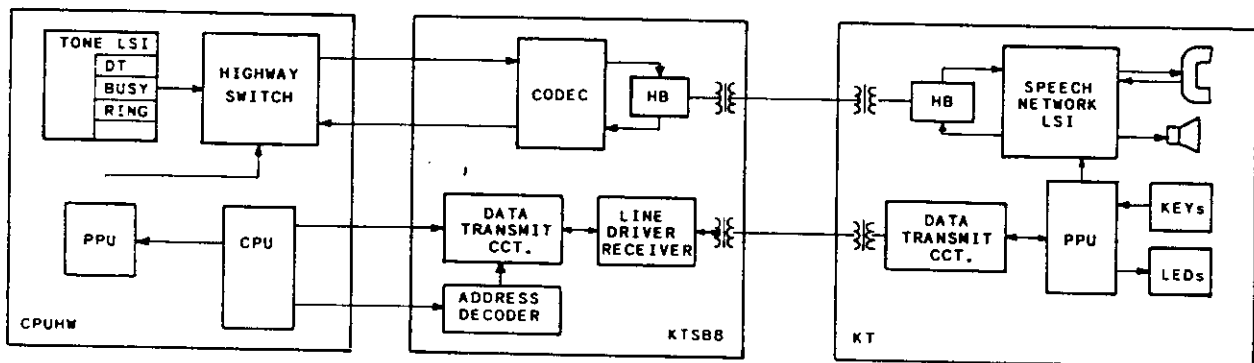 TONE LSI
DT
BUSY
RING
HIGHWAY
SWITCH
PPU
CPU
CPUHW
CODEC
HB
DATA
TRANSMIT
CCT.
LINE
DRIVER
RECEIVER
ADDRESS
DECODER
KTSB8
HB
SPEECH
NETWORK
LSI
DATA
TRANSMIT
CCT.
PPU
KEYs
LEDs
KT